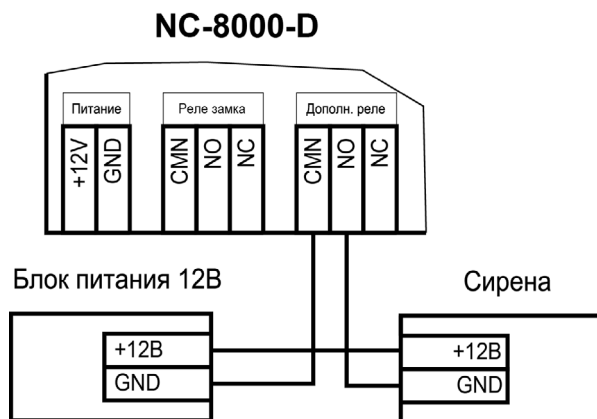 NC-8000-D
Питание
Реле замка
Дополн. реле
+12V
GND
CMN
NO
NC
CMN
NO
NC
Блок питания 12В
Сирена
+12В
GND
+12В
GND